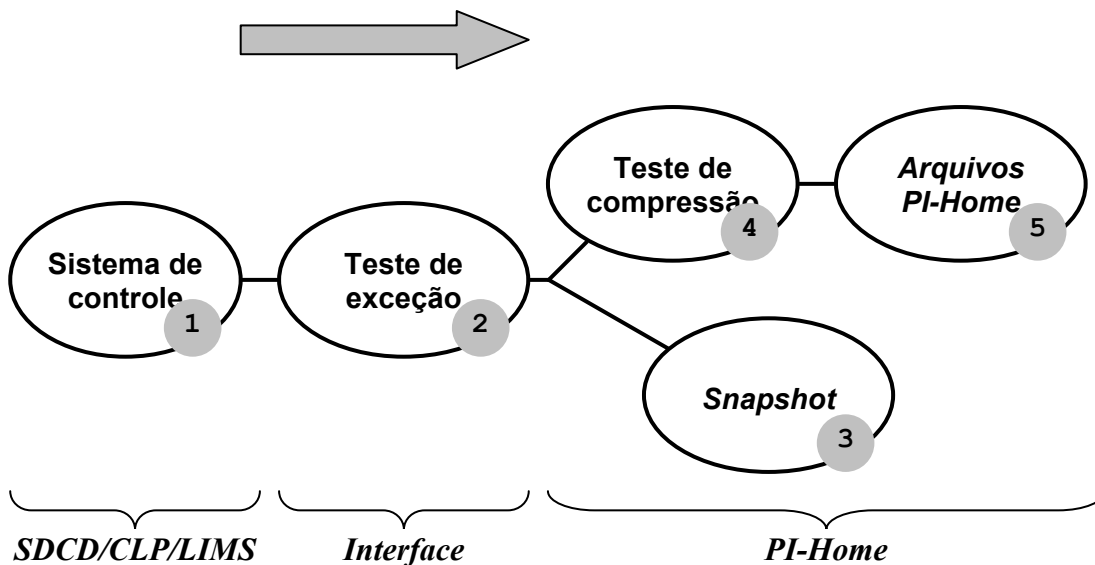 Sistema de
controle
1
Teste de
exceção
2
Teste de
compressão
4
Arquivos
PI-Home
5
Snapshot
3
SDCD/CLP/LIMS
Interface
PI-Home